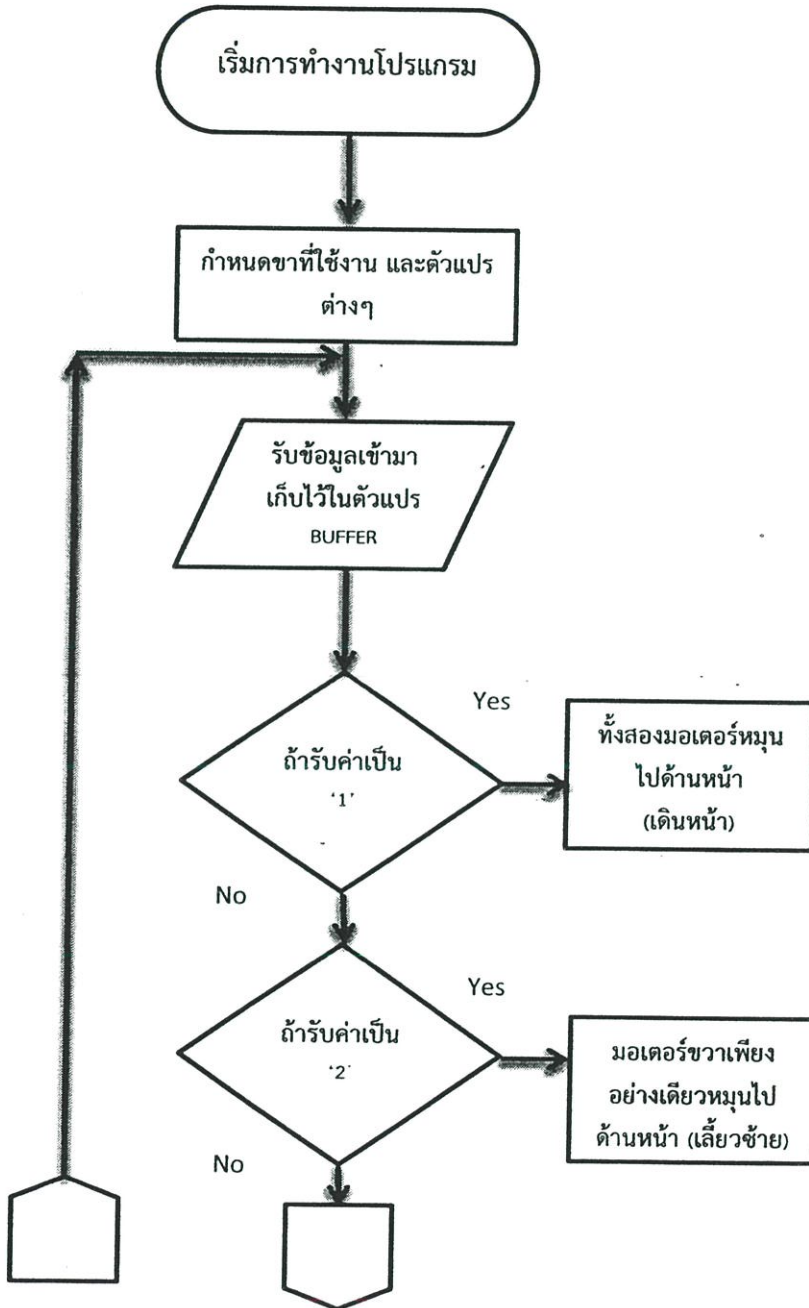 เริ่มการทำงานโปรแกรม
กำหนดขาที่ใช้งาน และตัวแปร
ต่างๆ
รับข้อมูลเข้ามา
เก็บไว้ในตัวแปร
BUFFER
Yes
ถ้ารับค่าเป็น
'1'
ทั้งสองมอเตอร์หมุน
ไปด้านหน้า
(เดินหน้า)
No
Yes
ถ้ารับค่าเป็น
'2'
มอเตอร์ขวาเพียง
อย่างเดียวหมุนไป
ด้านหน้า (เลี้ยวซ้าย)
No